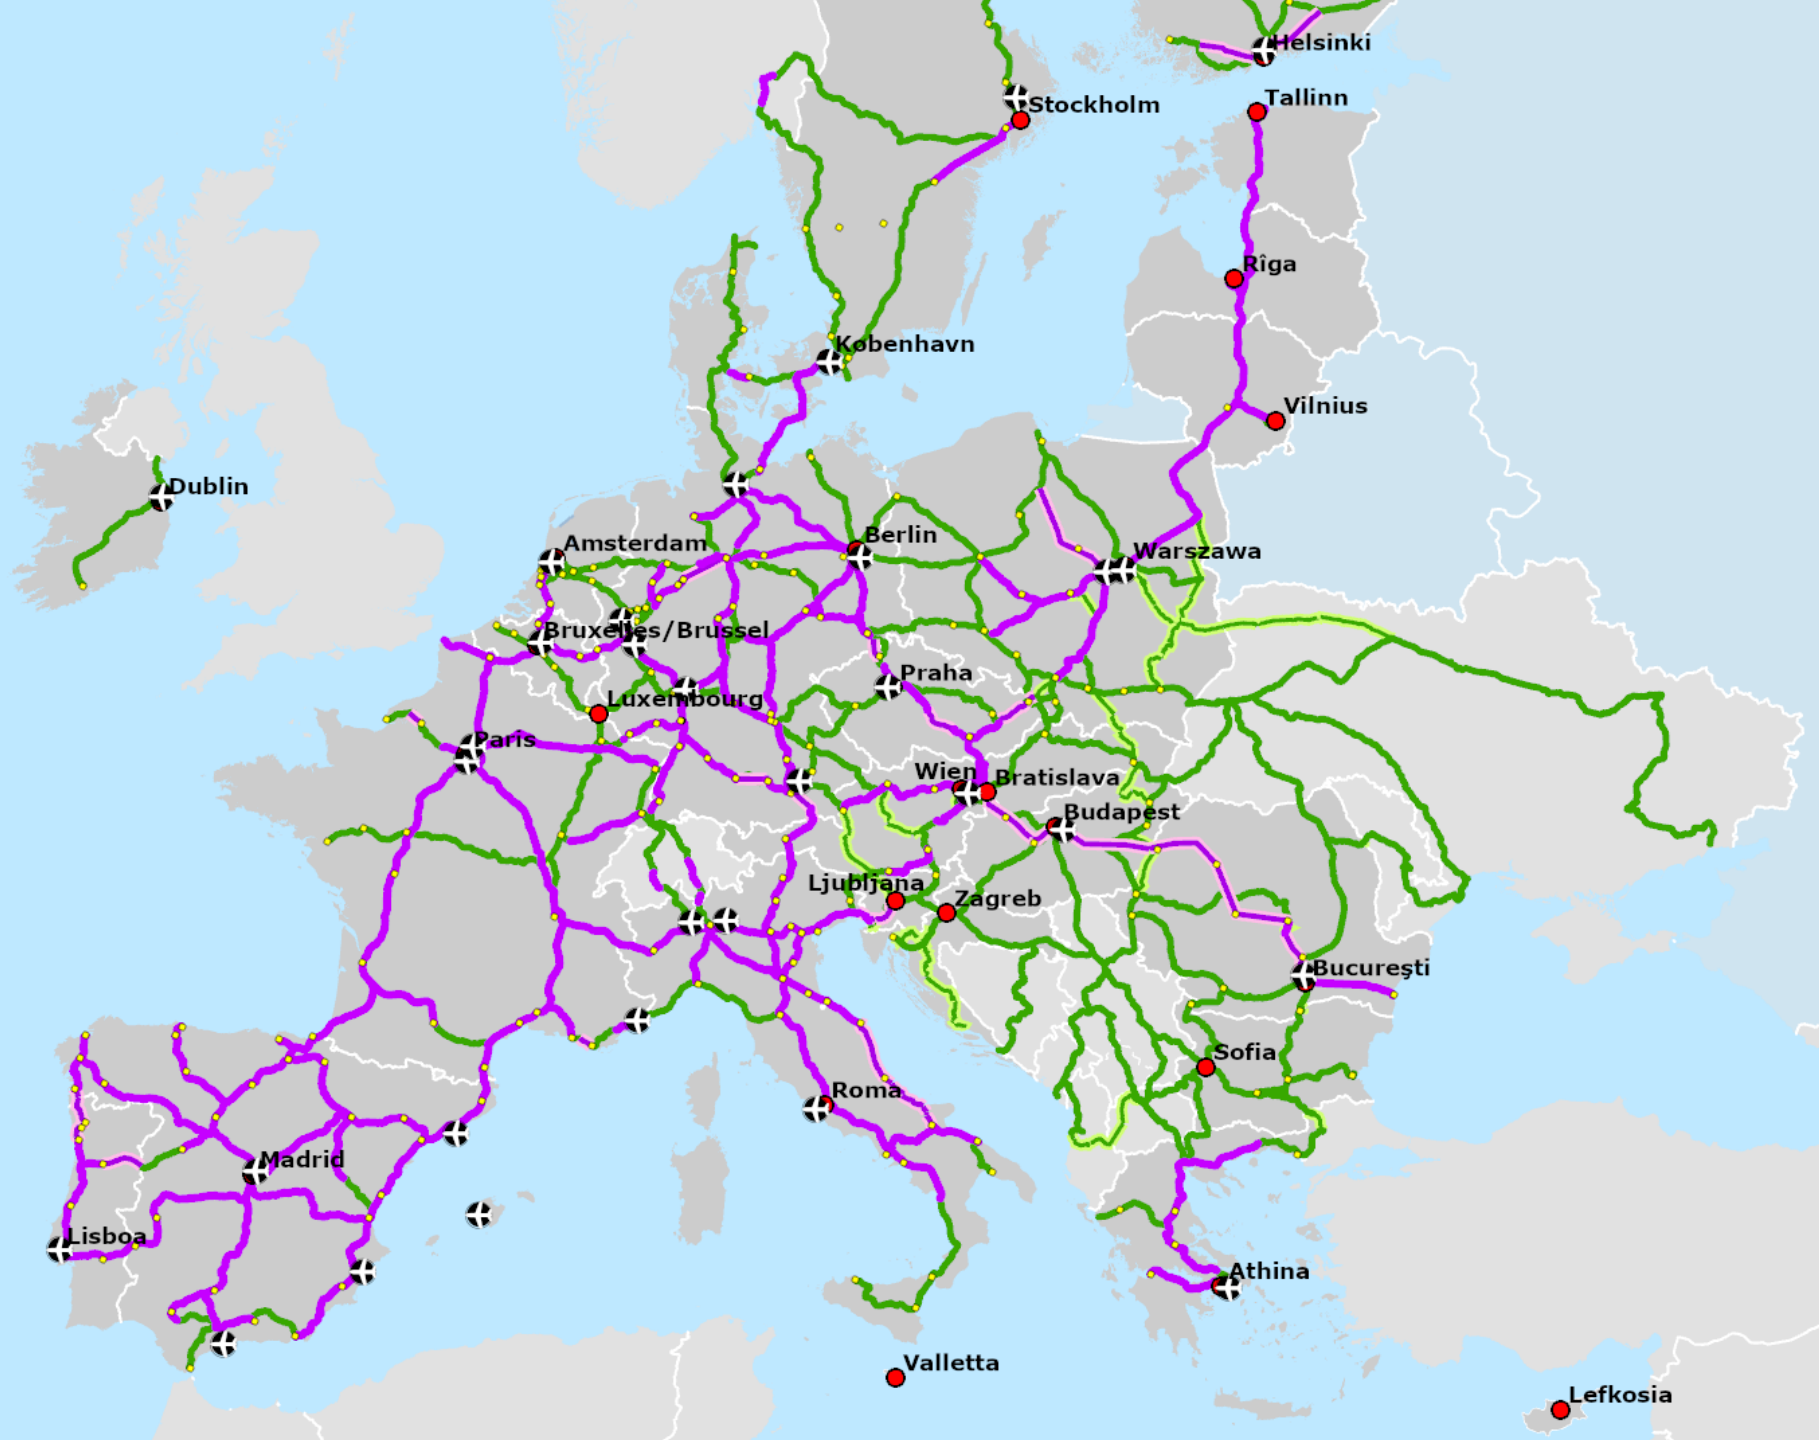 Helsinki
Tallinn
Stockholm
Rîga
København
Vilnius
Dublin
Berlin
Amsterdam
Warszawa
Bruxelles/Brussel
Praha
Luxembourg
Paris
Wien
Bratislava
Budapest
Ljubljana
Zagreb
Bucureşti
Sofia
Roma
Madrid
Lisboa
Athina
Valletta
Lefkosia